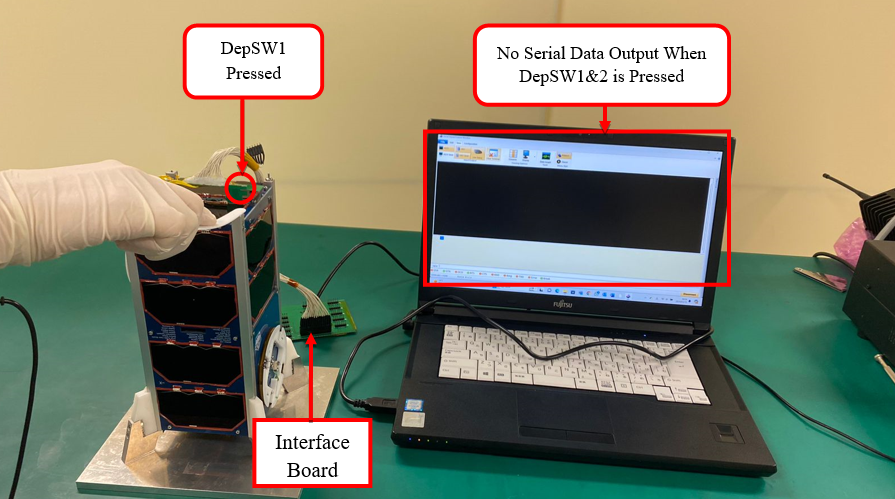 DepSW1
Pressed
No Serial Data Output When
DepSW1&2 is Pressed
FUJITSU
Interface
Board